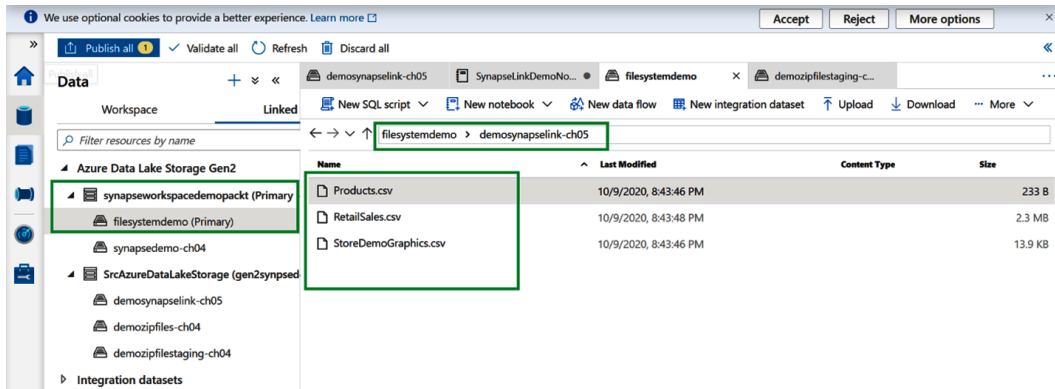 We use optional cookies to provide a better experience. Learn more
Accept
Reject
More options
Publish all 1
Validate all
Refresh
Discard all
Publish all
Data
Workspace
Linked
Filter resources by name
Azure Data Lake Storage Gen2
synapseworkspacedemopackt (Primary
filesystemdemo (Primary)
synapsedemo-ch04
SrcAzureDataLakeStorage (gen2synpsed
demosynapselink-ch05
demozipfiles-ch04
demozipfilestaging-ch04
Integration datasets
demosynapselink-ch05
SynapseLinkDemoNo...
filesystemdemo
demozipfilestaging-c...
New SQL script
New notebook
New data flow
New integration dataset
Upload
Download
More
filesystemdemo > demosynapselink-ch05
Name Last Modified Content Type Size
Products.csv 10/9/2020, 8:43:46 PM 233 B
RetailSales.csv 10/9/2020, 8:43:48 PM 2.3 MB
StoreDemoGraphics.csv 10/9/2020, 8:43:46 PM 13.9 KB